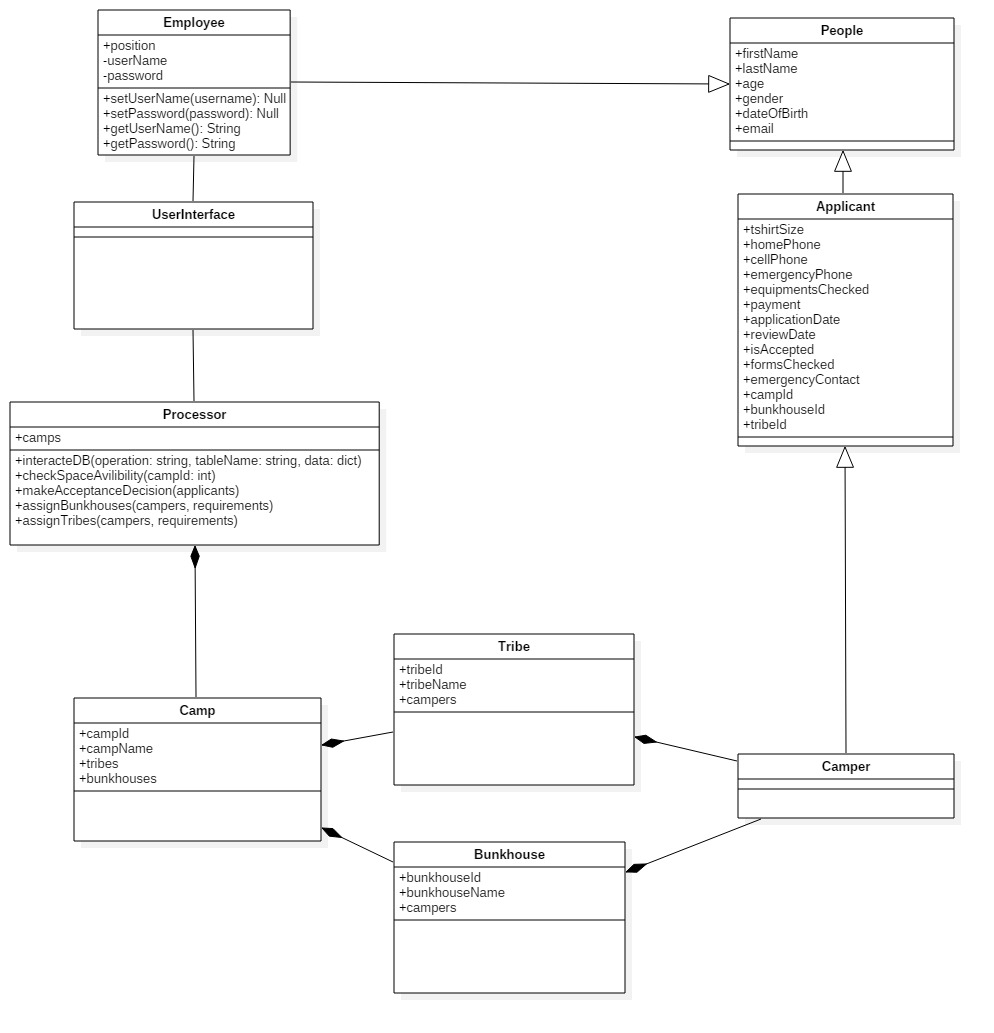 Employee
+position
-userName
-password
+setUserName(username): Null
+setPassword(password): Null
+getUserName(): String
+getPassword(): String
People
+firstName
+lastName
+age
+gender
+dateOfBirth
+email
UserInterface
Applicant
+tshirtSize
+homePhone
+cellPhone
+emergencyPhone
+equipmentsChecked
+payment
+applicationDate
+reviewDate
+isAccepted
+formsChecked
+emergencyContact
+campId
+bunkhouseId
+tribeId
Processor
+camps
+interacteDB(operation: string, tableName: string, data: dict)
+checkSpaceAvilibility(campId: int)
+makeAcceptanceDecision(applicants)
+assignBunkhouses(campers, requirements)
+assignTribes(campers, requirements)
Tribe
+tribeId
+tribeName
+campers
Camp
+campId
+campName
+tribes
+bunkhouses
Camper
Bunkhouse
+bunkhouseId
+bunkhouseName
+campers